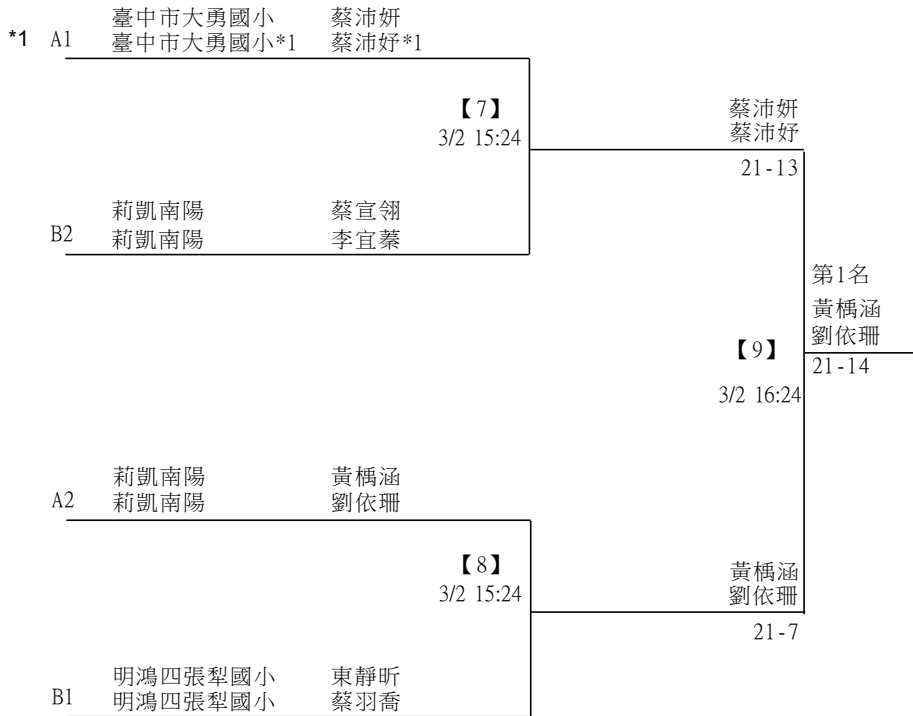 臺中市大勇國小 蔡沛妍
*1 A1 臺中市大勇國小*1 蔡沛妤*1
【7】
3/2 15:24
蔡沛妍
蔡沛妤
21-13
莉凱南陽 蔡宣翎
B2 莉凱南陽 李宜蓁
第1名
黃楀涵
劉依珊
21-14
【9】
3/2 16:24
莉凱南陽 黃楀涵
A2 莉凱南陽 劉依珊
【8】
3/2 15:24
黃楀涵
劉依珊
21-7
明鴻四張犁國小 東靜昕
B1 明鴻四張犁國小 蔡羽喬